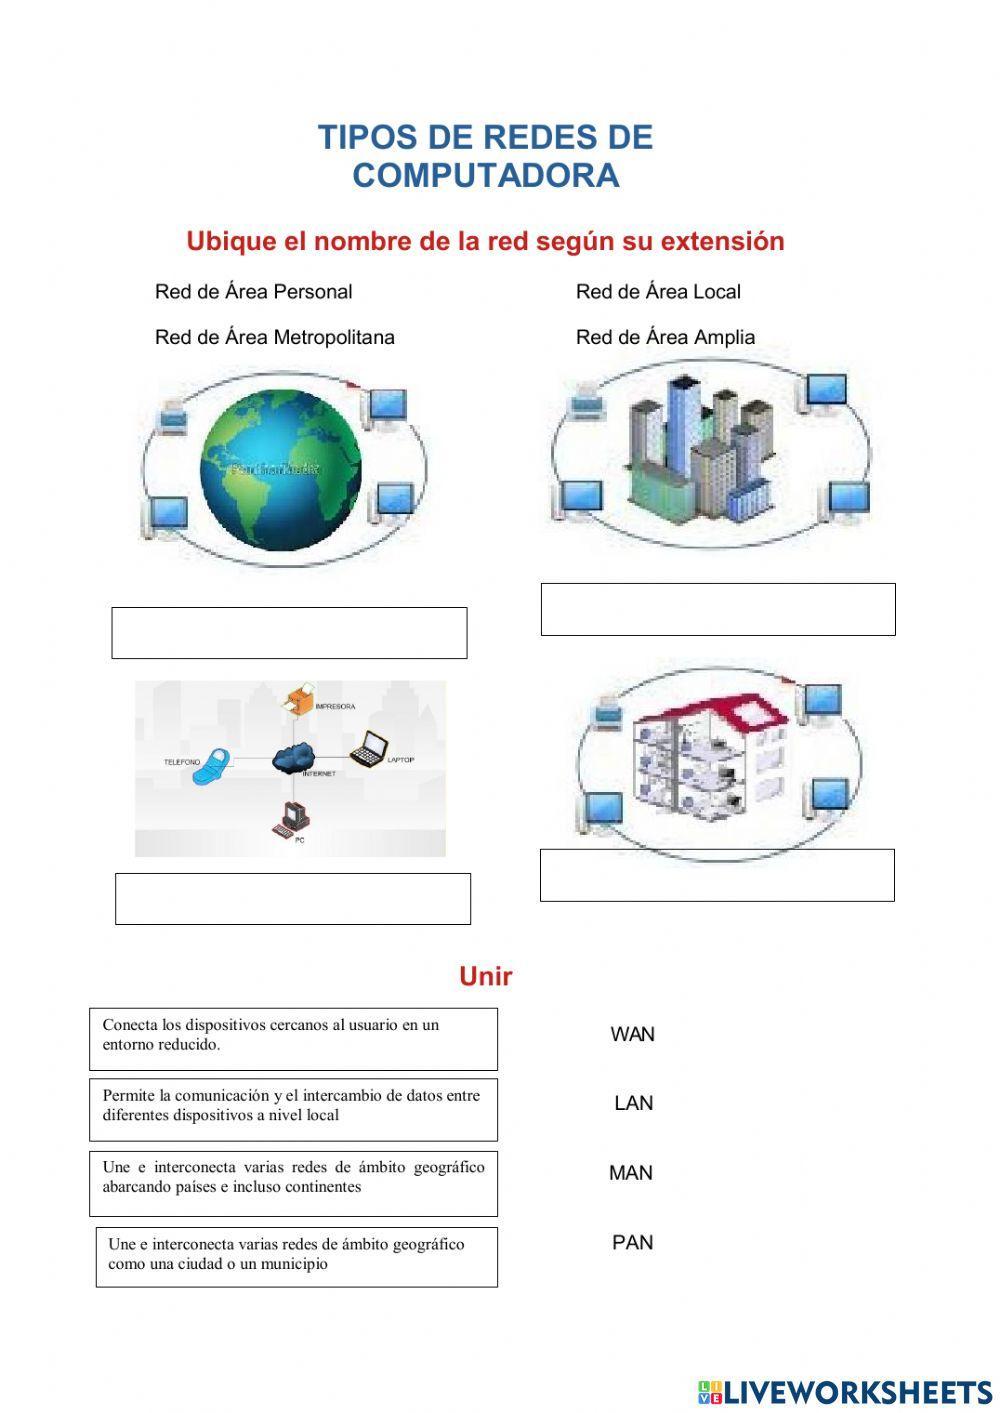 TIPOS DE REDES DE
COMPUTADORA
Ubique el nombre de la red según su extensión
Red de Área Personal
Red de Área Local
Red de Área Metropolitana
Red de Área Amplia
IMPRESORA
TELEFONO
LAPTOP
INTERNET
PC
Unir
Conecta los dispositivos cercanos al usuario en un
entorno reducido.
WAN
Permite la comunicación y el intercambio de datos entre
diferentes dispositivos a nivel local
LAN
Une e interconecta varias redes de ámbito geográfico
abarcando países e incluso continentes
MAN
Une e interconecta varias redes de ámbito geográfico
como una ciudad o un municipio
PAN
LIVE LIVEWORKSHEETS